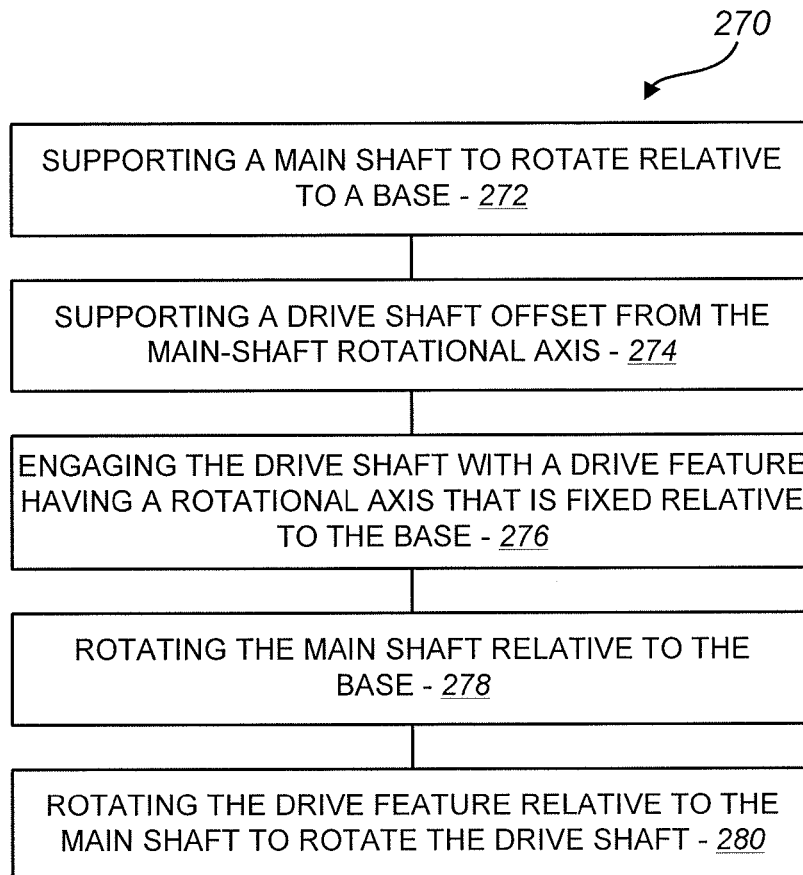 270
SUPPORTING A MAIN SHAFT TO ROTATE RELATIVE
TO A BASE - 272
SUPPORTING A DRIVE SHAFT OFFSET FROM THE
MAIN-SHAFT ROTATIONAL AXIS - 274
ENGAGING THE DRIVE SHAFT WITH A DRIVE FEATURE
HAVING A ROTATIONAL AXIS THAT IS FIXED RELATIVE
TO THE BASE - 276
ROTATING THE MAIN SHAFT RELATIVE TO THE
BASE - 278
ROTATING THE DRIVE FEATURE RELATIVE TO THE
MAIN SHAFT TO ROTATE THE DRIVE SHAFT - 280